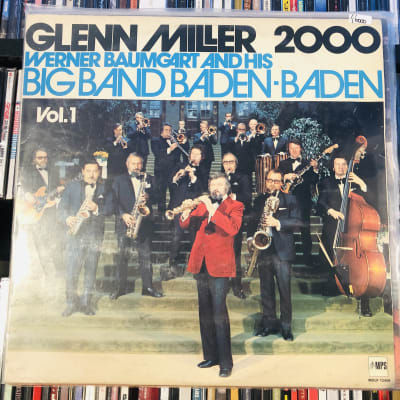 GLENN MILLER 2000
WERNER BAUMGART AND HIS
BIG BAND BADEN-BADEN
Vol.1
MPS